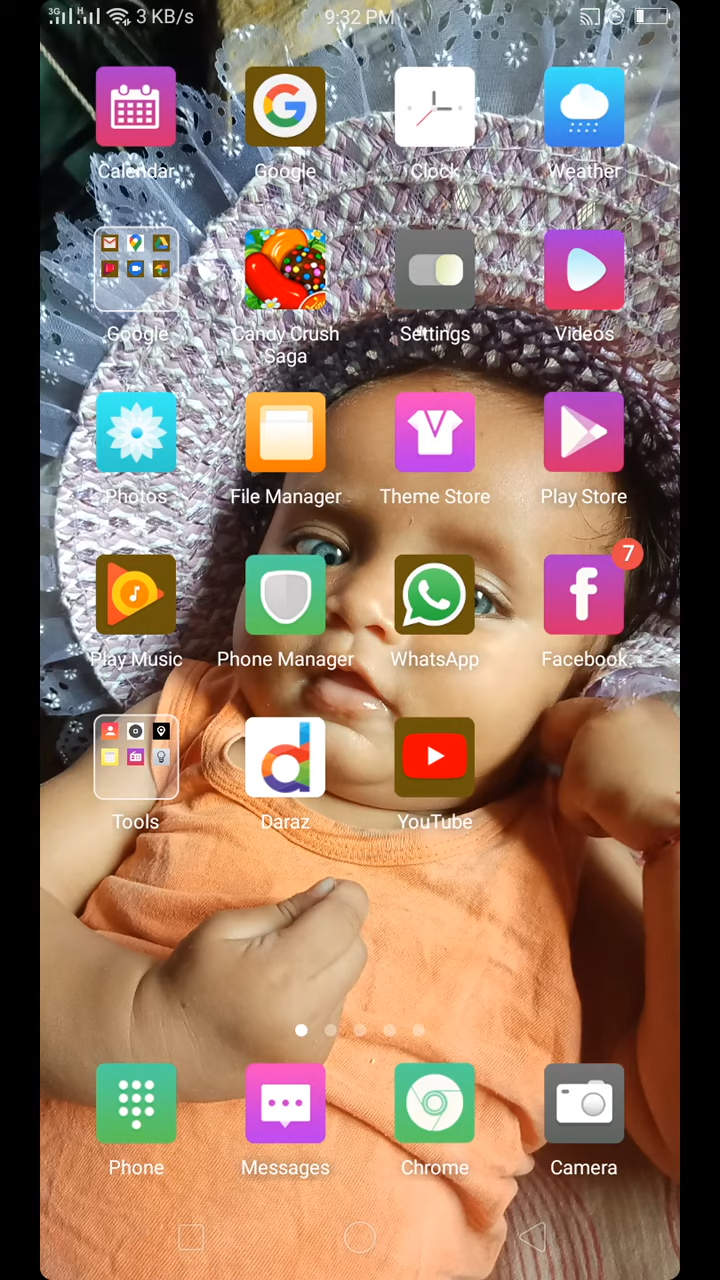 3G H 3 KB/s 9:32 PM
Calendar Google Clock Weather
Google Candy Crush Saga Settings Videos
Photos File Manager Theme Store Play Store
7
Play Music Phone Manager WhatsApp Facebook
Tools Daraz YouTube
Phone Messages Chrome Camera